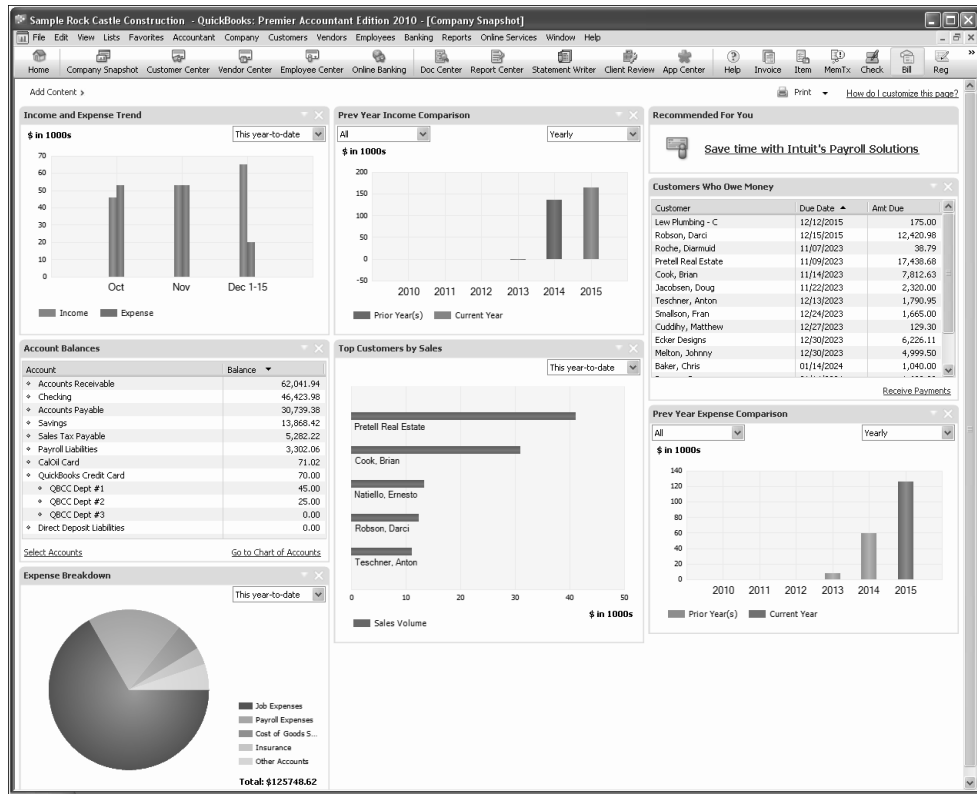 Sample Rock Castle Construction - QuickBooks: Premier Accountant Edition 2010 - [Company Snapshot]
File Edit View Lists Favorites Accountant Company Customers Vendors Employees Banking Reports Online Services Window Help
Home Company Snapshot Customer Center Vendor Center Employee Center Online Banking Doc Center Report Center Statement Writer Client Review App Center Help Invoice Item MemTx Check Bill Reg
Add Content
Print How do I customize this page?
Income and Expense Trend
$ in 1000s
This year-to-date
70
60
50
40
30
20
10
0
Oct Nov Dec 1-15
Income Expense
Account Balances
Account Balance
Accounts Receivable 62,041.94
Checking 46,423.98
Accounts Payable 30,739.38
Savings 13,868.42
Sales Tax Payable 5,282.22
Payroll Liabilities 3,302.06
CalOil Card 71.02
QuickBooks Credit Card 70.00
QBCC Dept #1 45.00
QBCC Dept #2 25.00
QBCC Dept #3 0.00
Direct Deposit Liabilities 0.00
Select Accounts Go to Chart of Accounts
Expense Breakdown
This year-to-date
Job Expenses
Payroll Expenses
Cost of Goods S...
Insurance
Other Accounts
Total: $125748.62
Prev Year Income Comparison
All Yearly
$ in 1000s
200
150
100
50
0
-50
2010 2011 2012 2013 2014 2015
Prior Year(s) Current Year
Top Customers by Sales
This year-to-date
Pretell Real Estate
Cook, Brian
Natiello, Ernesto
Robson, Darci
Teschner, Anton
0 10 20 30 40 50
$ in 1000s
Sales Volume
Recommended For You
Save time with Intuit's Payroll Solutions
Customers Who Owe Money
Customer Due Date Amt Due
Lew Plumbing - C 12/12/2015 175.00
Robson, Darci 12/15/2015 12,420.98
Roche, Diarmuid 11/07/2023 38.79
Pretell Real Estate 11/09/2023 17,438.68
Cook, Brian 11/14/2023 7,812.63
Jacobsen, Doug 11/22/2023 2,320.00
Teschner, Anton 12/13/2023 1,790.95
Smallson, Fran 12/24/2023 1,665.00
Cuddihy, Matthew 12/27/2023 129.30
Ecker Designs 12/30/2023 6,226.11
Melton, Johnny 12/30/2023 4,999.50
Baker, Chris 01/14/2024 1,040.00
Receive Payments
Prev Year Expense Comparison
All Yearly
$ in 1000s
140
120
100
80
60
40
20
0
2010 2011 2012 2013 2014 2015
Prior Year(s) Current Year